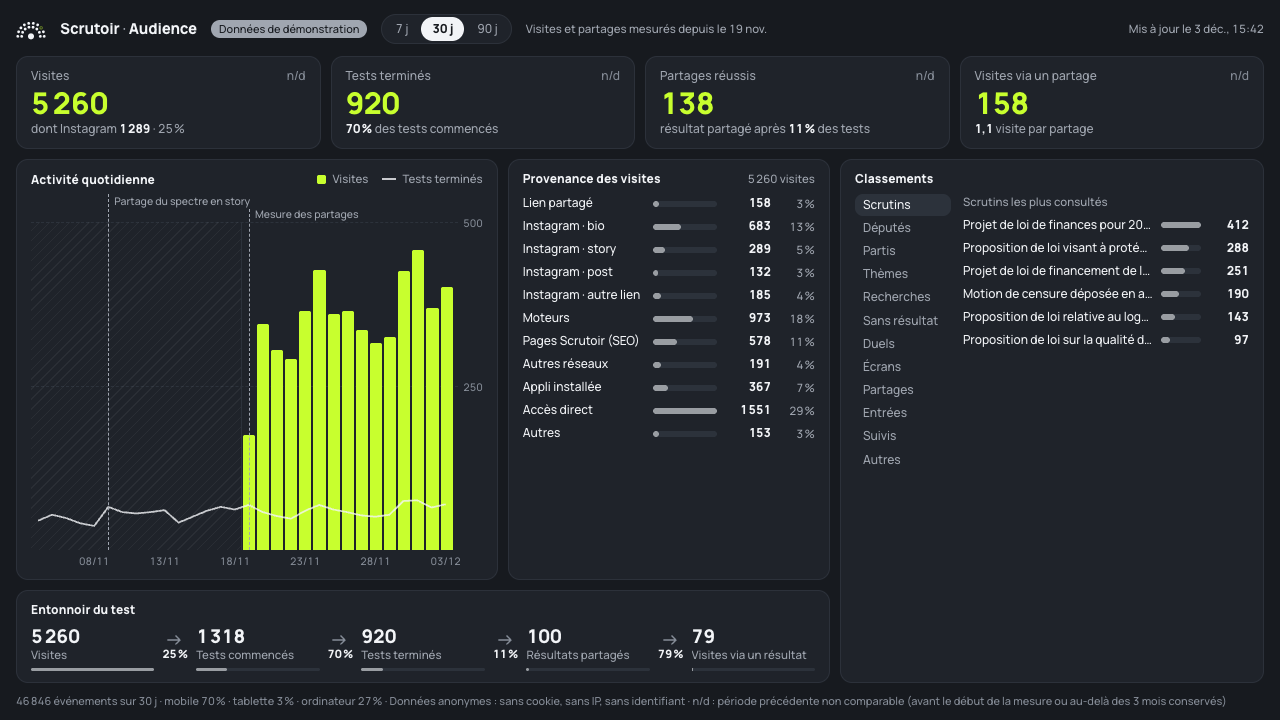 Scrutoir · Audience
Données de démonstration
7 j
30 j
90 j
Visites et partages mesurés depuis le 19 nov.
Mis à jour le 3 déc., 15:42
Visites
n/d
5 260
dont Instagram 1 289 · 25 %
Tests terminés
n/d
920
70 % des tests commencés
Partages réussis
n/d
138
résultat partagé après 11 % des tests
Visites via un partage
n/d
158
1,1 visite par partage
Activité quotidienne
Visites
Tests terminés
Partage du spectre en story
Mesure des partages
500
250
08/11
13/11
18/11
23/11
28/11
03/12
Provenance des visites
5 260 visites
Lien partagé 158 3 %
Instagram · bio 683 13 %
Instagram · story 289 5 %
Instagram · post 132 3 %
Instagram · autre lien 185 4 %
Moteurs 973 18 %
Pages Scrutoir (SEO) 578 11 %
Autres réseaux 191 4 %
Appli installée 367 7 %
Accès direct 1 551 29 %
Autres 153 3 %
Classements
Scrutins
Députés
Partis
Thèmes
Recherches
Sans résultat
Duels
Écrans
Partages
Entrées
Suivis
Autres
Scrutins les plus consultés
Projet de loi de finances pour 20… 412
Proposition de loi visant à proté… 288
Projet de loi de financement de l… 251
Motion de censure déposée en a… 190
Proposition de loi relative au log… 143
Proposition de loi sur la qualité d… 97
Entonnoir du test
5 260
Visites
→
25 %
1 318
Tests commencés
→
70 %
920
Tests terminés
→
11 %
100
Résultats partagés
→
79 %
79
Visites via un résultat
46 846 événements sur 30 j · mobile 70 % · tablette 3 % · ordinateur 27 % · Données anonymes : sans cookie, sans IP, sans identifiant · n/d : période précédente non comparable (avant le début de la mesure ou au-delà des 3 mois conservés)